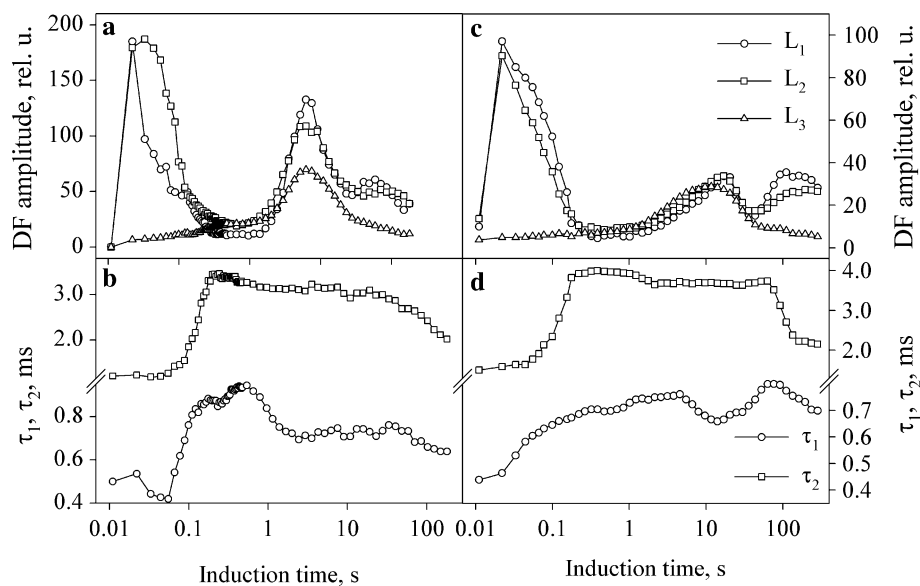 a
c
200
150
100
50
0
DF amplitude, rel. u.
L1
L2
L3
100
80
60
40
20
0
DF amplitude, rel. u.
b
d
3.0
2.0
0.8
0.6
0.4
τ1, τ2, ms
4.0
3.0
2.0
0.7
0.6
0.5
0.4
τ1, τ2, ms
τ1
τ2
0.01 0.1 1 10 100
0.01 0.1 1 10 100
Induction time, s
Induction time, s